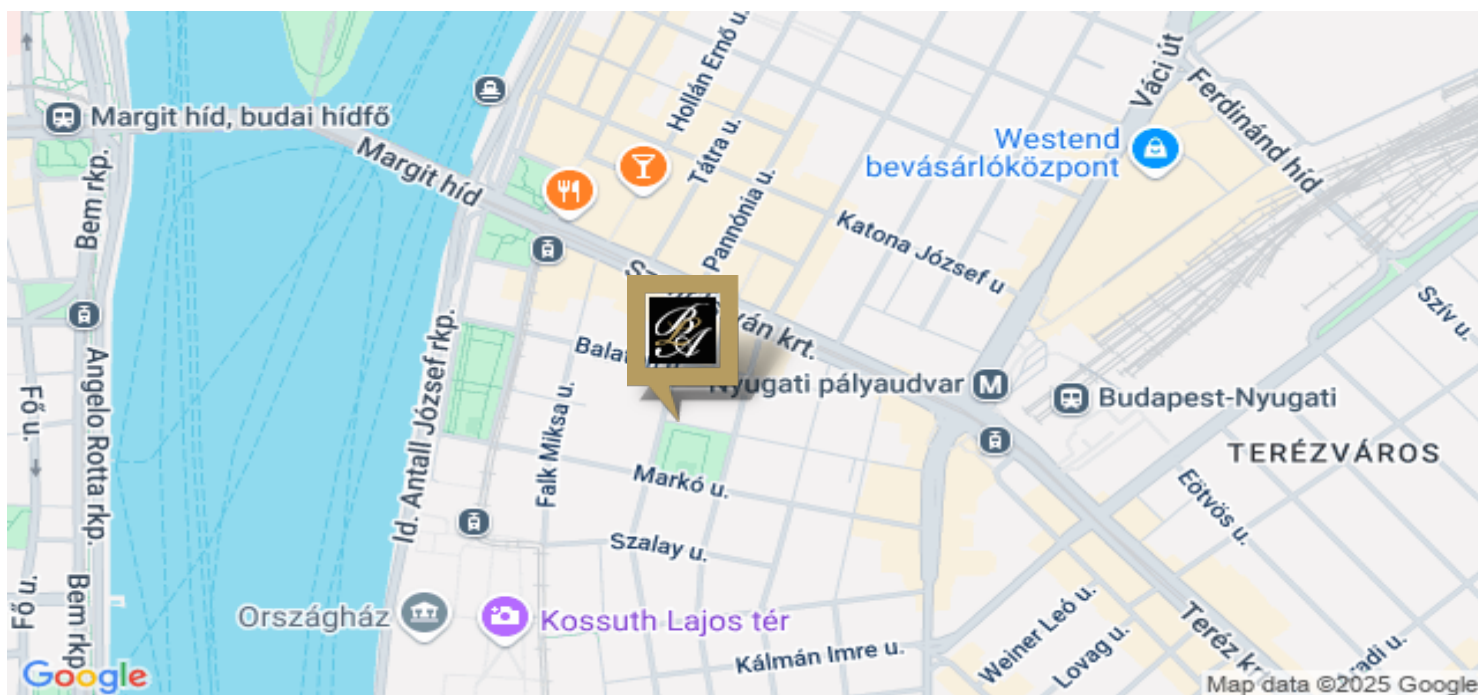 Margit híd, budai hídfő
Margit híd
Bem rkp.
Hollán Ernő u.
Tátra u.
Pannónia u.
Váci út
Ferdinánd híd
Westend
bevásárlóközpont
Katona József u
Szív u.
krt.
Falk Miksa u.
Id. Antall József rkp.
Angelo Rotta rkp.
Fő u.
Nyugati pályaudvar
M
Budapest-Nyugati
TERÉZVÁROS
Eötvös u.
Markó u.
Szalay u.
Országház
Kossuth Lajos tér
Kálmán Imre u.
Weiner Leó u.
Lovag u.
Teréz
Fő u.
Bem rkp
Google
Map data ©2025 Google